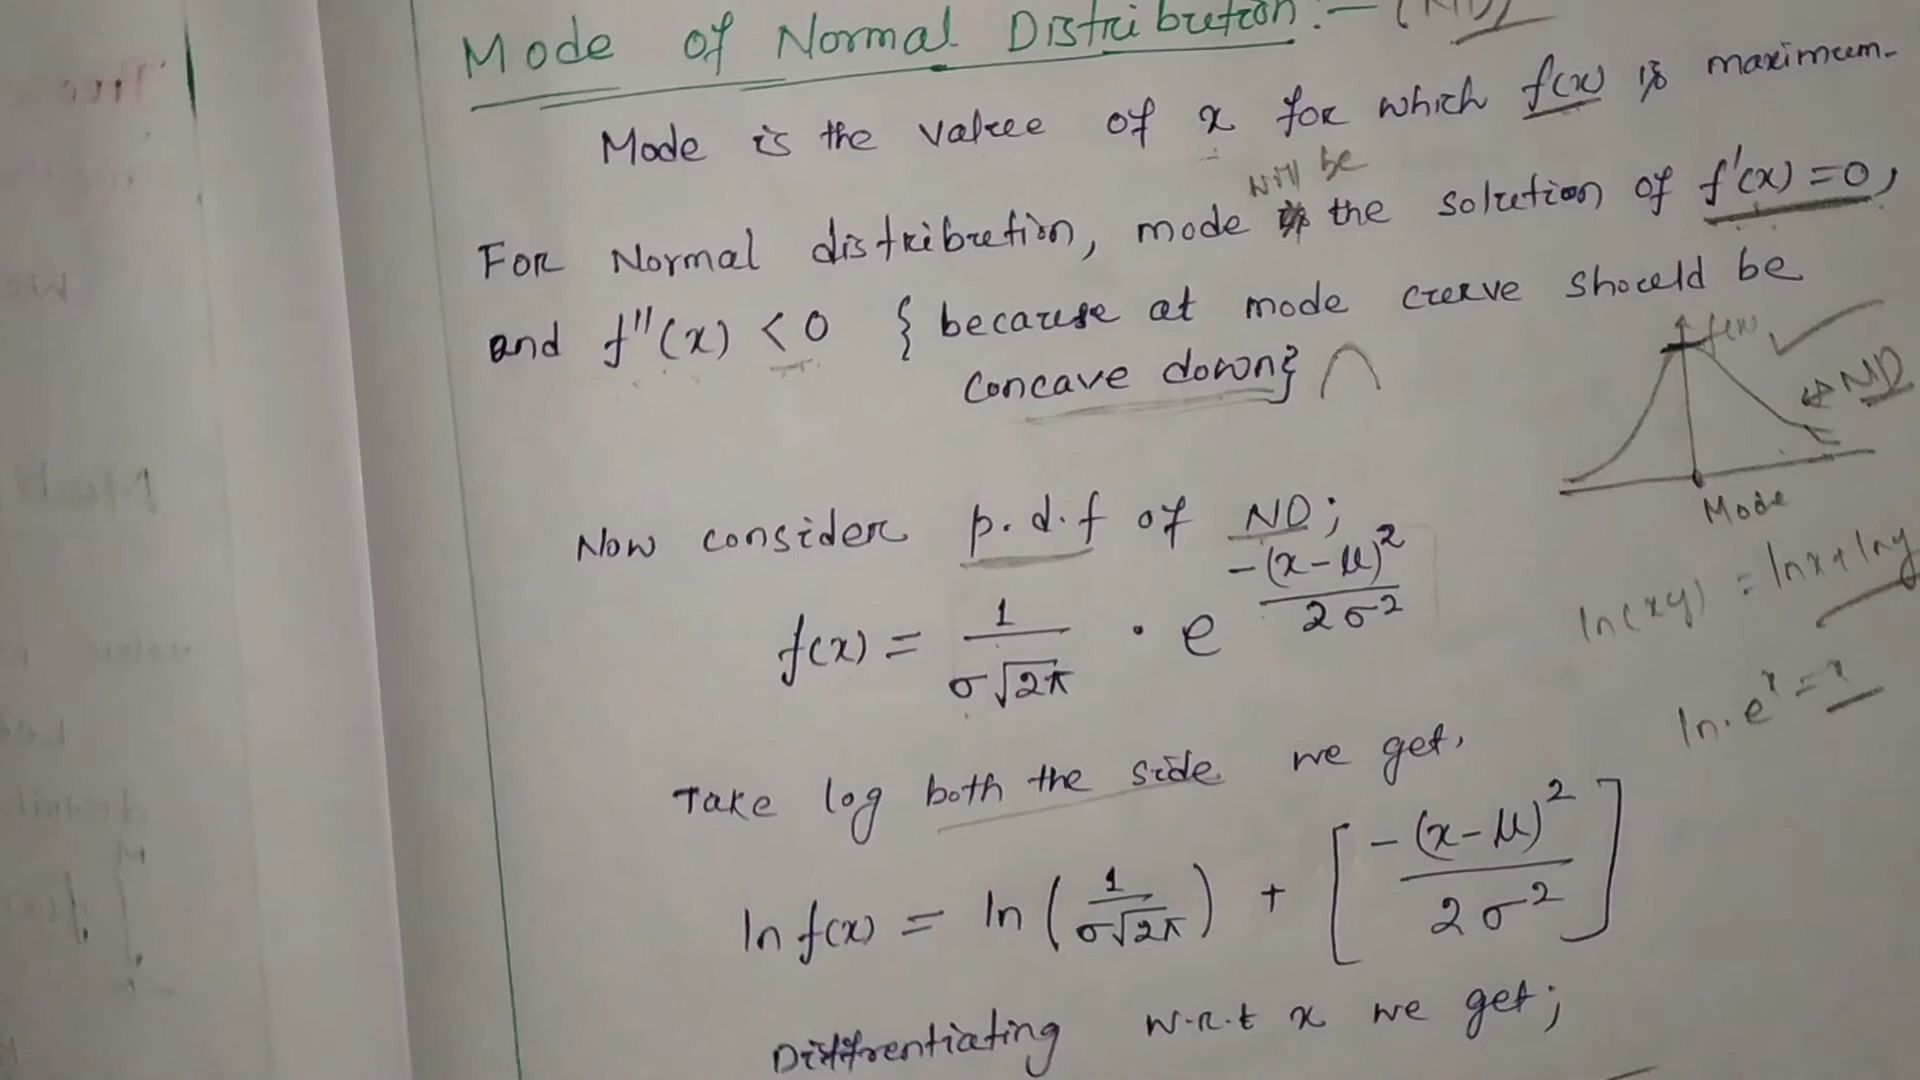 Mode of Normal Distribution :- (ND)
Mode is the value of x for which f(x) is maximum.
will be
For Normal distribution, mode the solution of f'(x) = 0,
and f''(x) < 0 { because at mode curve should be
concave down}
f(x)
ND
Mode
Now consider p.d.f of ND;
f(x) = 1/σ√2π · e^-(x-μ)²/2σ²
ln(xy) = lnx + lny
ln·e^x = x
Take log both the side we get,
ln f(x) = ln (1/σ√2π) + [-(x-μ)²/2σ²]
Differentiating w.r.t x we get;